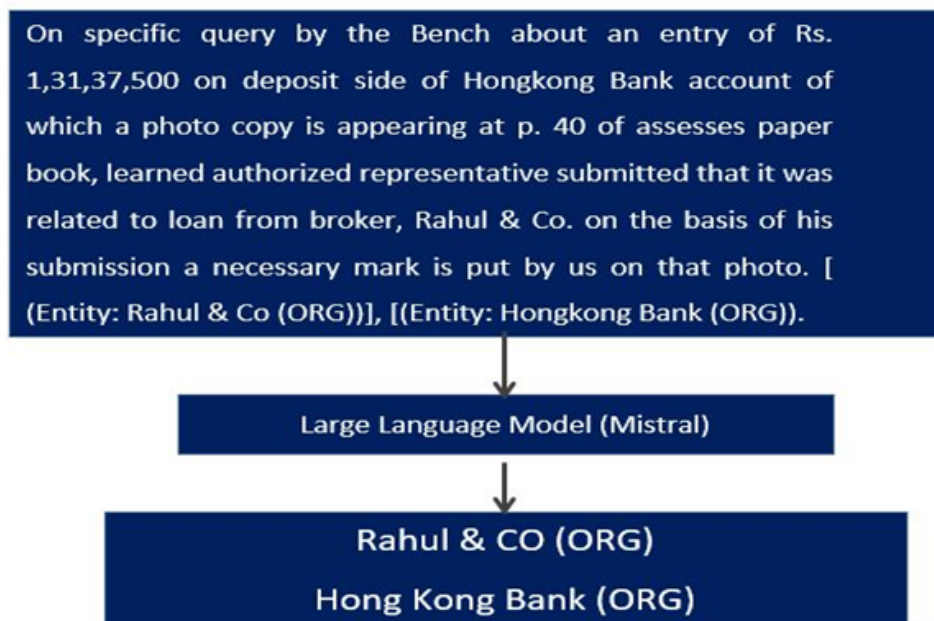 On specific query by the Bench about an entry of Rs.
1,31,37,500 on deposit side of Hongkong Bank account of
which a photo copy is appearing at p. 40 of assesses paper
book, learned authorized representative submitted that it was
related to loan from broker, Rahul & Co. on the basis of his
submission a necessary mark is put by us on that photo. [
(Entity: Rahul & Co (ORG))], [(Entity: Hongkong Bank (ORG)).
Large Language Model (Mistral)
Rahul & CO (ORG)
Hong Kong Bank (ORG)